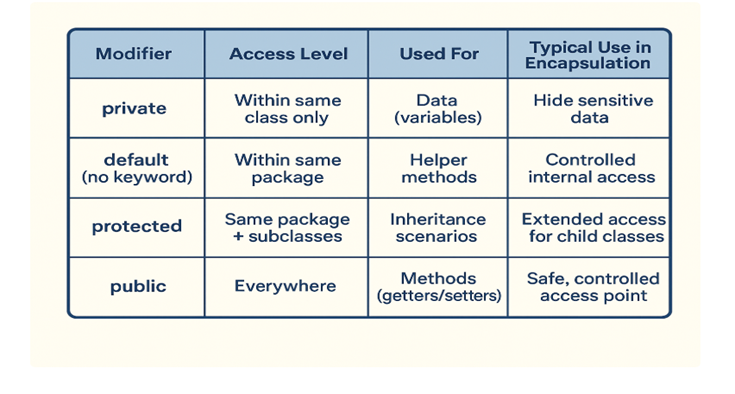 Modifier
Access Level
Used For
Typical Use in
Encapsulation
private
Within same
class only
Data
(variables)
Hide sensitive
data
default
(no keyword)
Within same
package
Helper
methods
Controlled
internal access
protected
Same package
+ subclasses
Inheritance
scenarios
Extended access
for child classes
public
Everywhere
Methods
(getters/setters)
Safe, controlled
access point